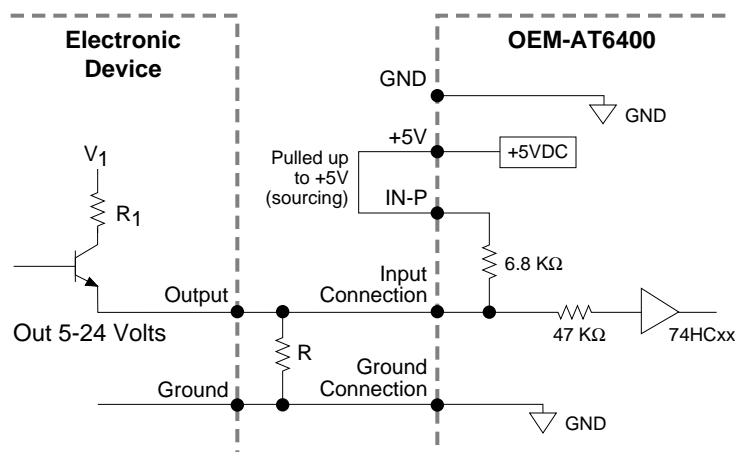 Electronic
Device
OEM-AT6400
GND
GND
+5V
+5VDC
Pulled up
to +5V
(sourcing)
IN-P
V1
R1
6.8 KΩ
Output
Input
Connection
Out 5-24 Volts
R
47 KΩ
74HCxx
Ground
Ground
Connection
GND